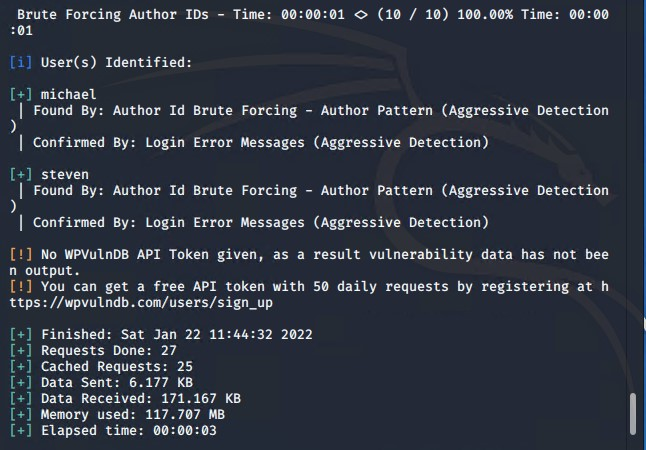 Brute Forcing Author IDs - Time: 00:00:01 <> (10 / 10) 100.00% Time: 00:00
:01
[i] User(s) Identified:
[+] michael
| Found By: Author Id Brute Forcing - Author Pattern (Aggressive Detection
)
| Confirmed By: Login Error Messages (Aggressive Detection)
[+] steven
| Found By: Author Id Brute Forcing - Author Pattern (Aggressive Detection
)
| Confirmed By: Login Error Messages (Aggressive Detection)
[!] No WPVulnDB API Token given, as a result vulnerability data has not bee
n output.
[!] You can get a free API token with 50 daily requests by registering at h
ttps://wpvulndb.com/users/sign_up
[+] Finished: Sat Jan 22 11:44:32 2022
[+] Requests Done: 27
[+] Cached Requests: 25
[+] Data Sent: 6.177 KB
[+] Data Received: 171.167 KB
[+] Memory used: 117.707 MB
[+] Elapsed time: 00:00:03